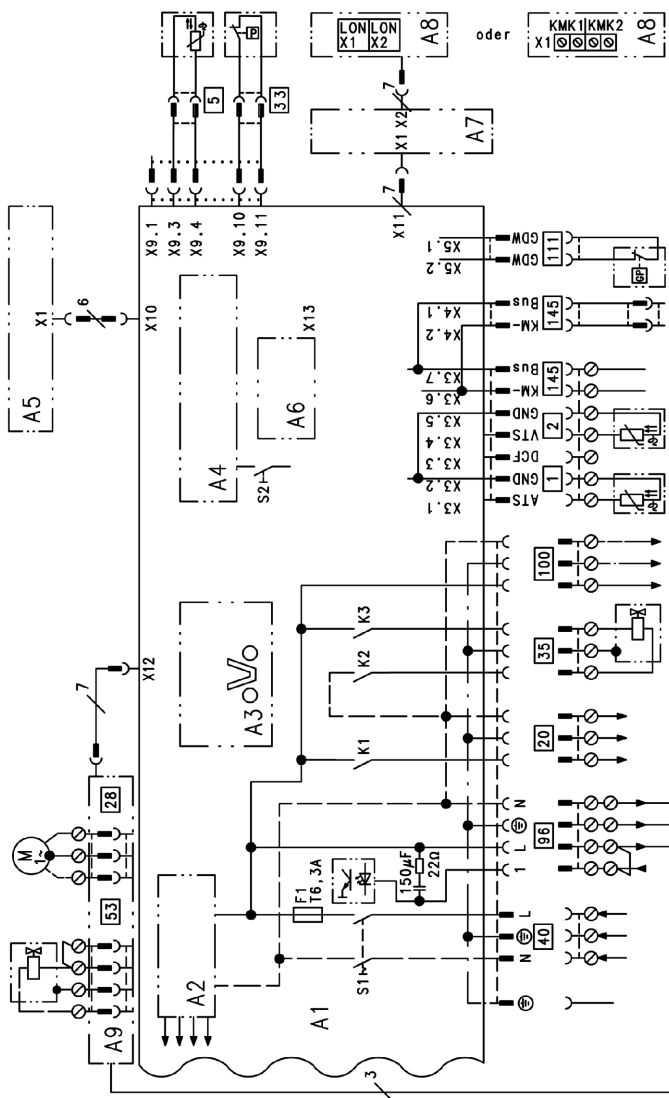 LON LON
X1 X2
A8
oder
KMK1 KMK2
X1
A8
P
5
33
7
X1 X2
A7
7
X9.1
X9.3
X9.4
X9.10
X9.11
X11
A5
X1
6
X10
A4
S2
X13
A6
X5.1
X5.2
GDW
GDW
111
GP
X4.1
X4.2
Bus
KM-
145
X3.7
X3.6
X3.5
X3.4
X3.3
X3.2
X3.1
Bus
KM-
GND
VTS
DCF
GND
ATS
145
2
1
A3
X12
7
K3
K2
K1
100
35
20
28
M
1~
53
A9
A2
A1
F1
T6,3A
150µF
22Ω
S1
N
L
1
96
L
N
40
3